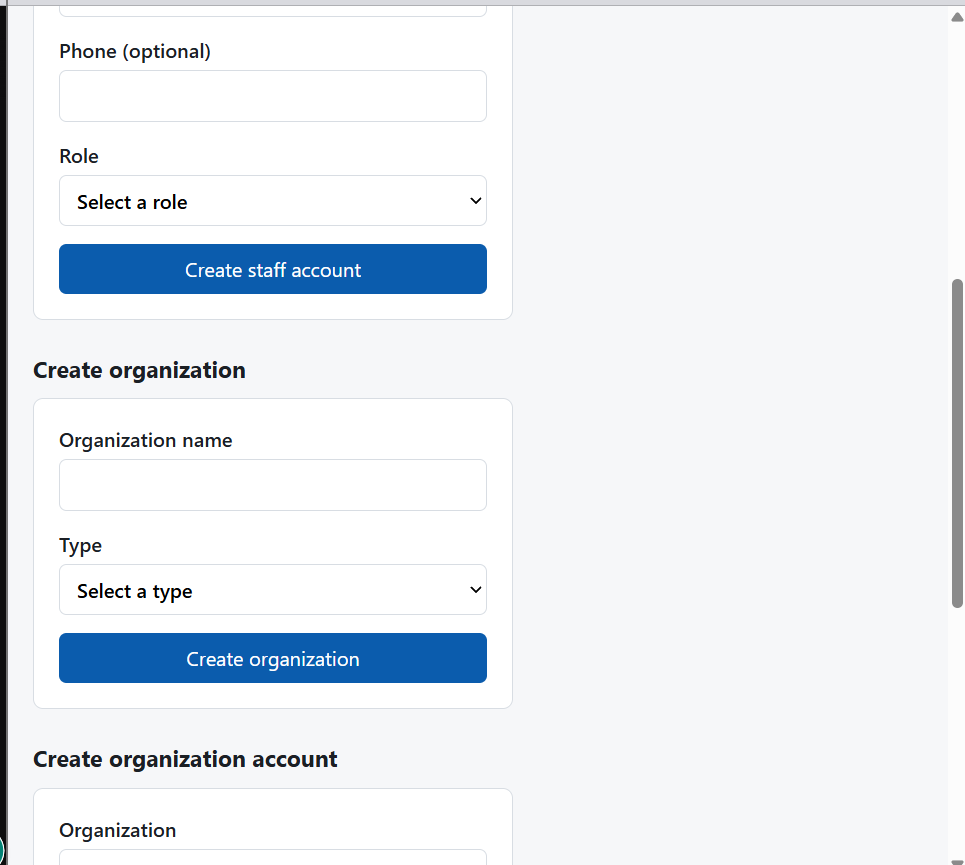 Phone (optional)
Role
Select a role
Create staff account
Create organization
Organization name
Type
Select a type
Create organization
Create organization account
Organization